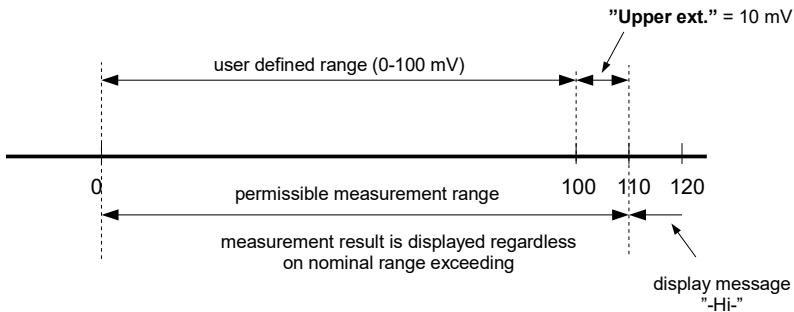 ”Upper ext.” = 10 mV
user defined range (0-100 mV)
0
100
110
120
permissible measurement range
measurement result is displayed regardless
on nominal range exceeding
display message
”-Hi-”